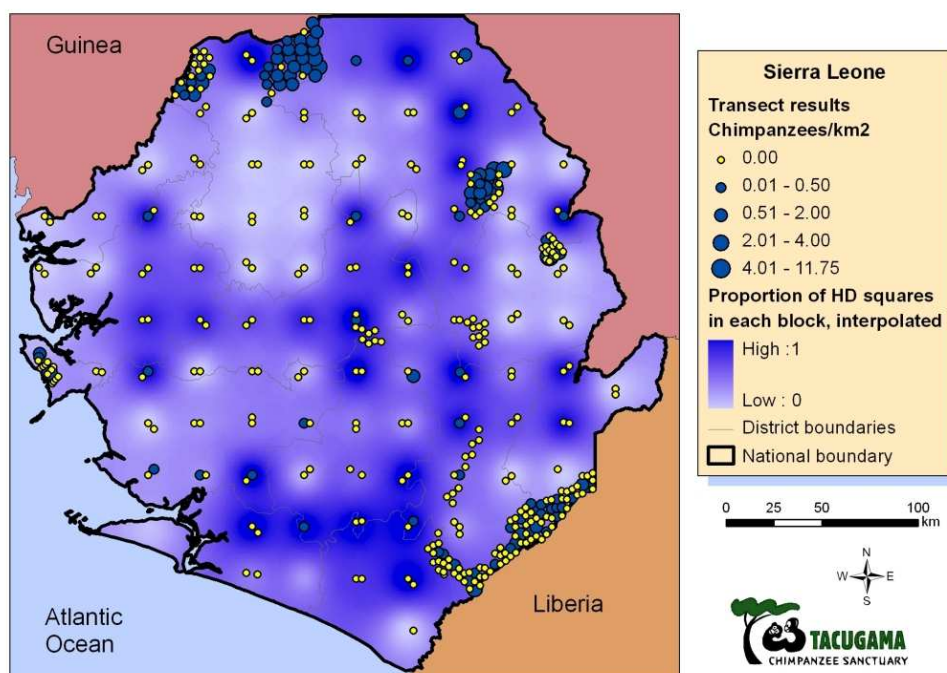 Guinea
Atlantic
Ocean
Liberia
Sierra Leone
Transect results
Chimpanzees/km2
0.00
0.01 - 0.50
0.51 - 2.00
2.01 - 4.00
4.01 - 11.75
Proportion of HD squares
in each block, interpolated
High :1
Low : 0
District boundaries
National boundary
0 25 50 100
km
N
W E
S
TACUGAMA
CHIMPANZEE SANCTUARY